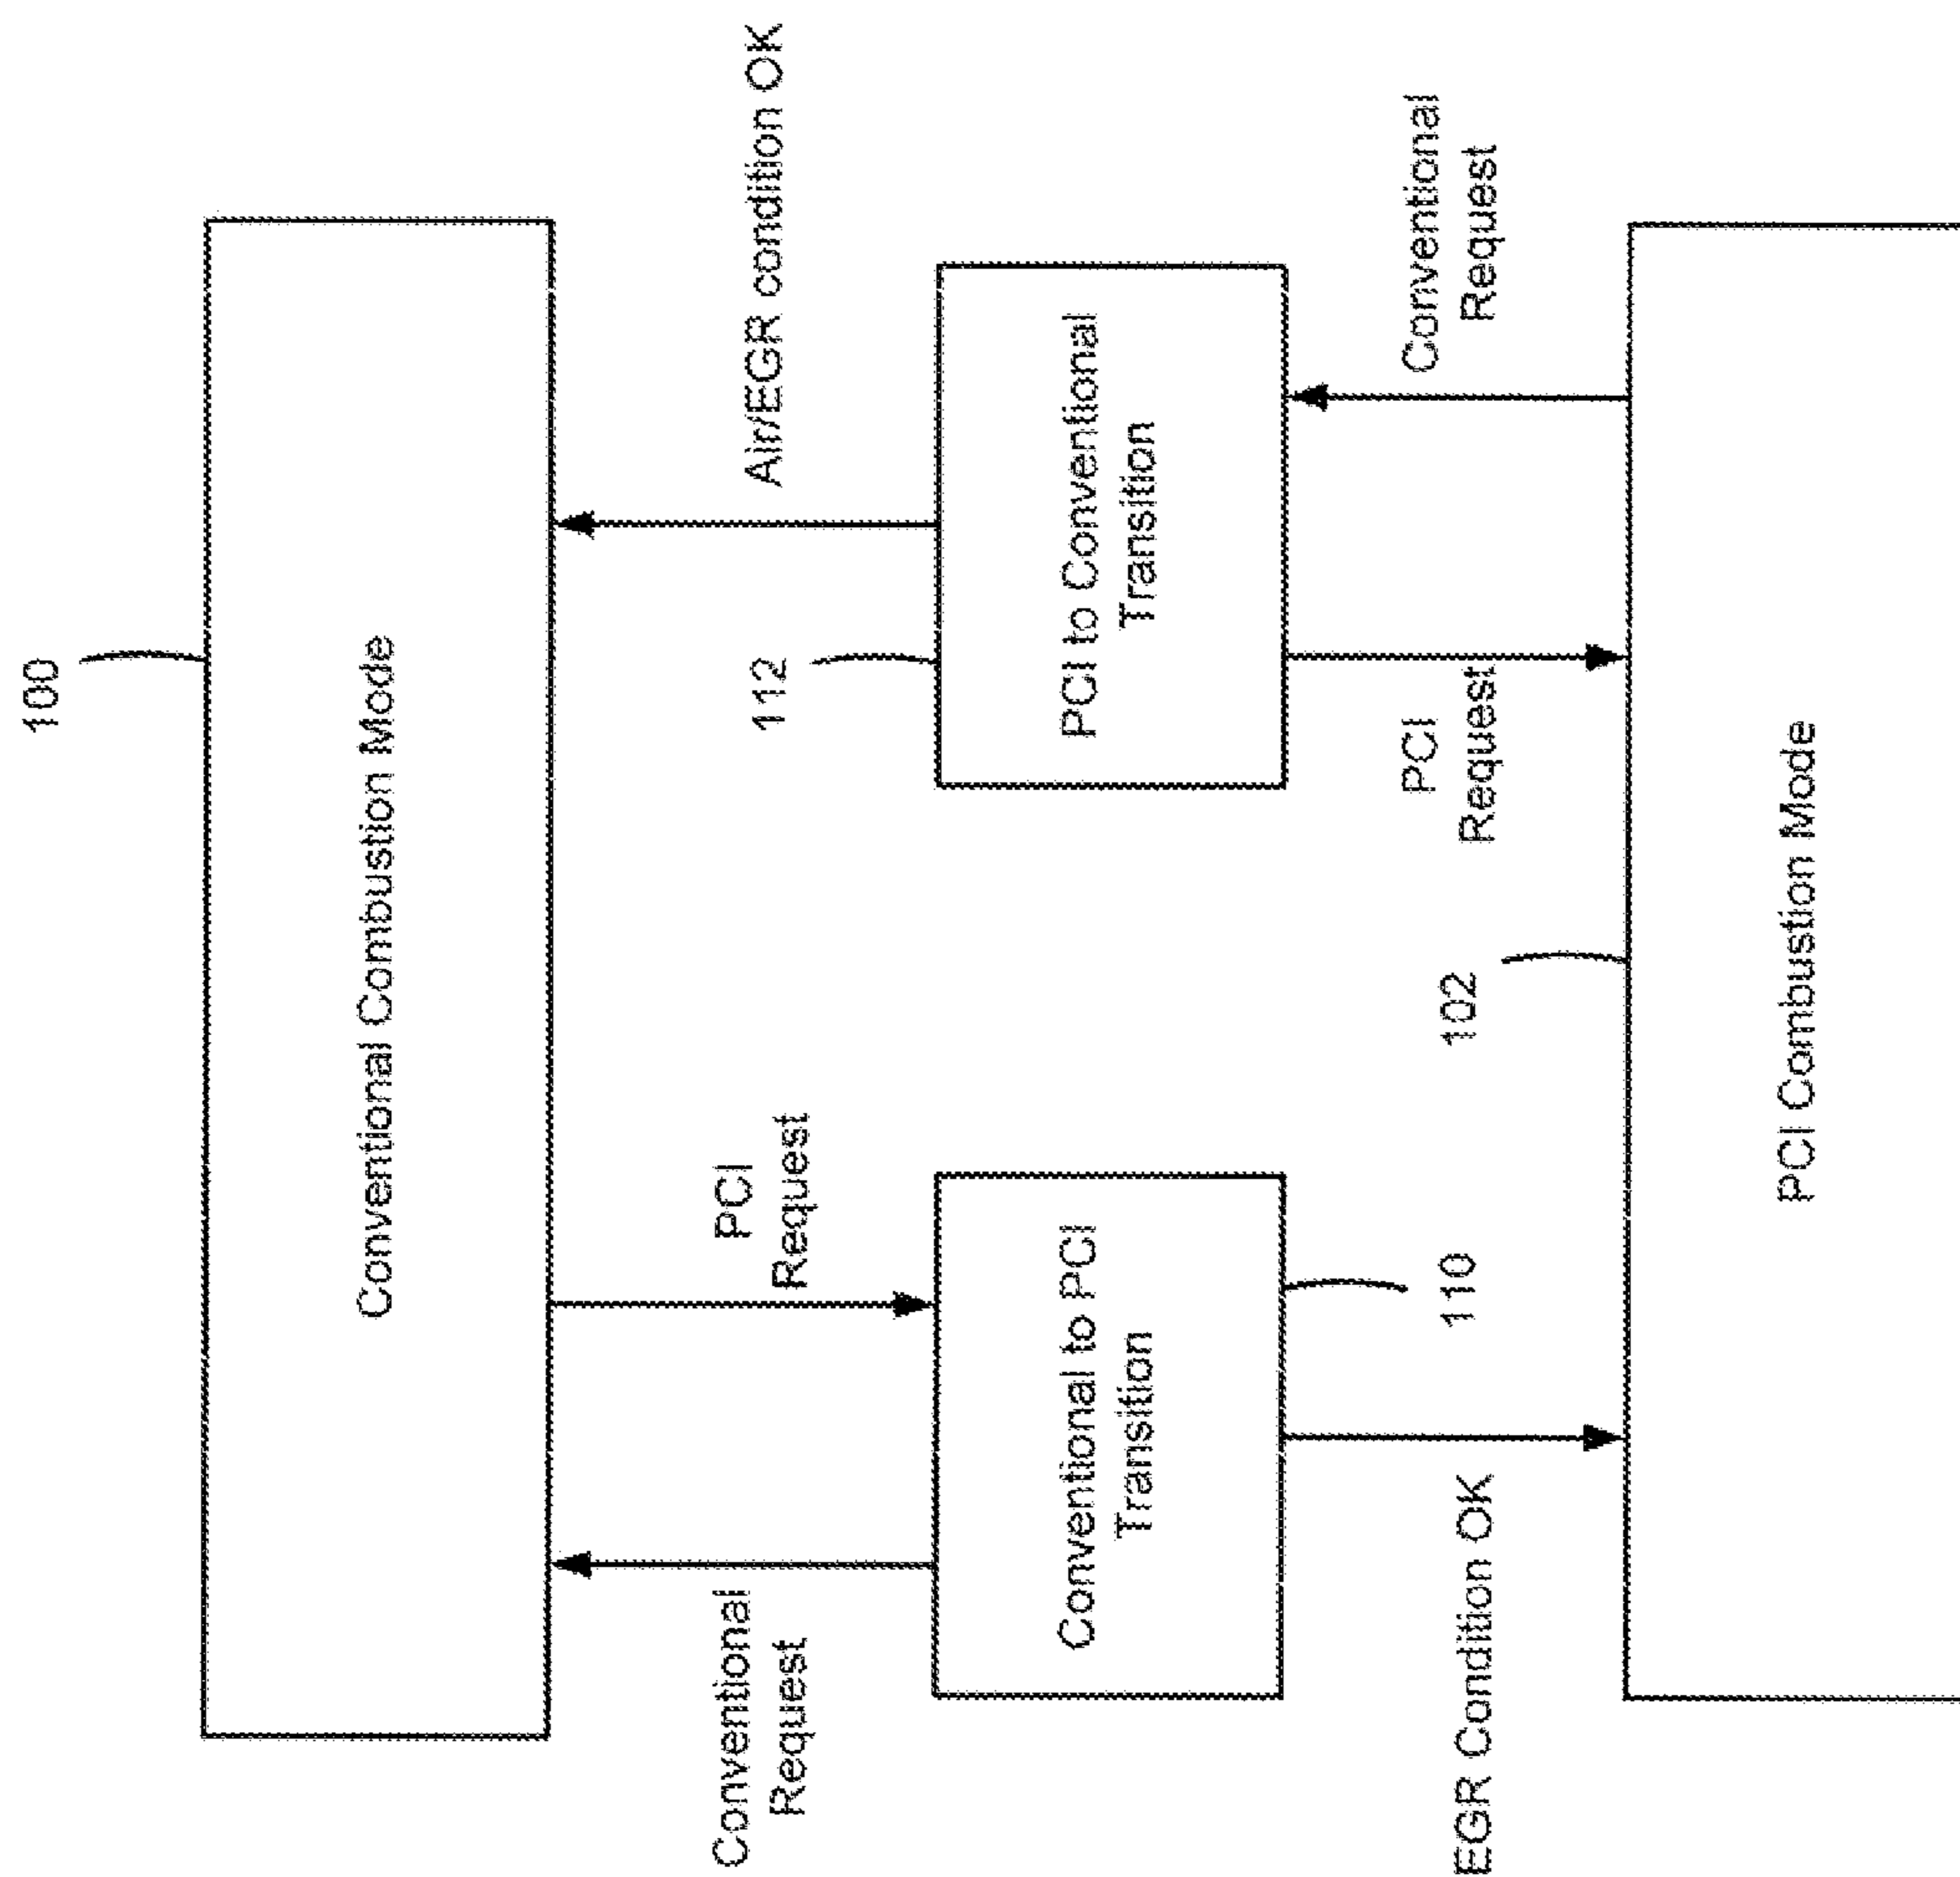 100
Conventional Combustion Mode
Conventional
Request
PCI
Request
112
Air/EGR condition OK
Conventional to PCI
Transition
PCI to Conventional
Transition
EGR Condition OK
110
102
PCI
Request
Conventional
Request
PCI Combustion Mode